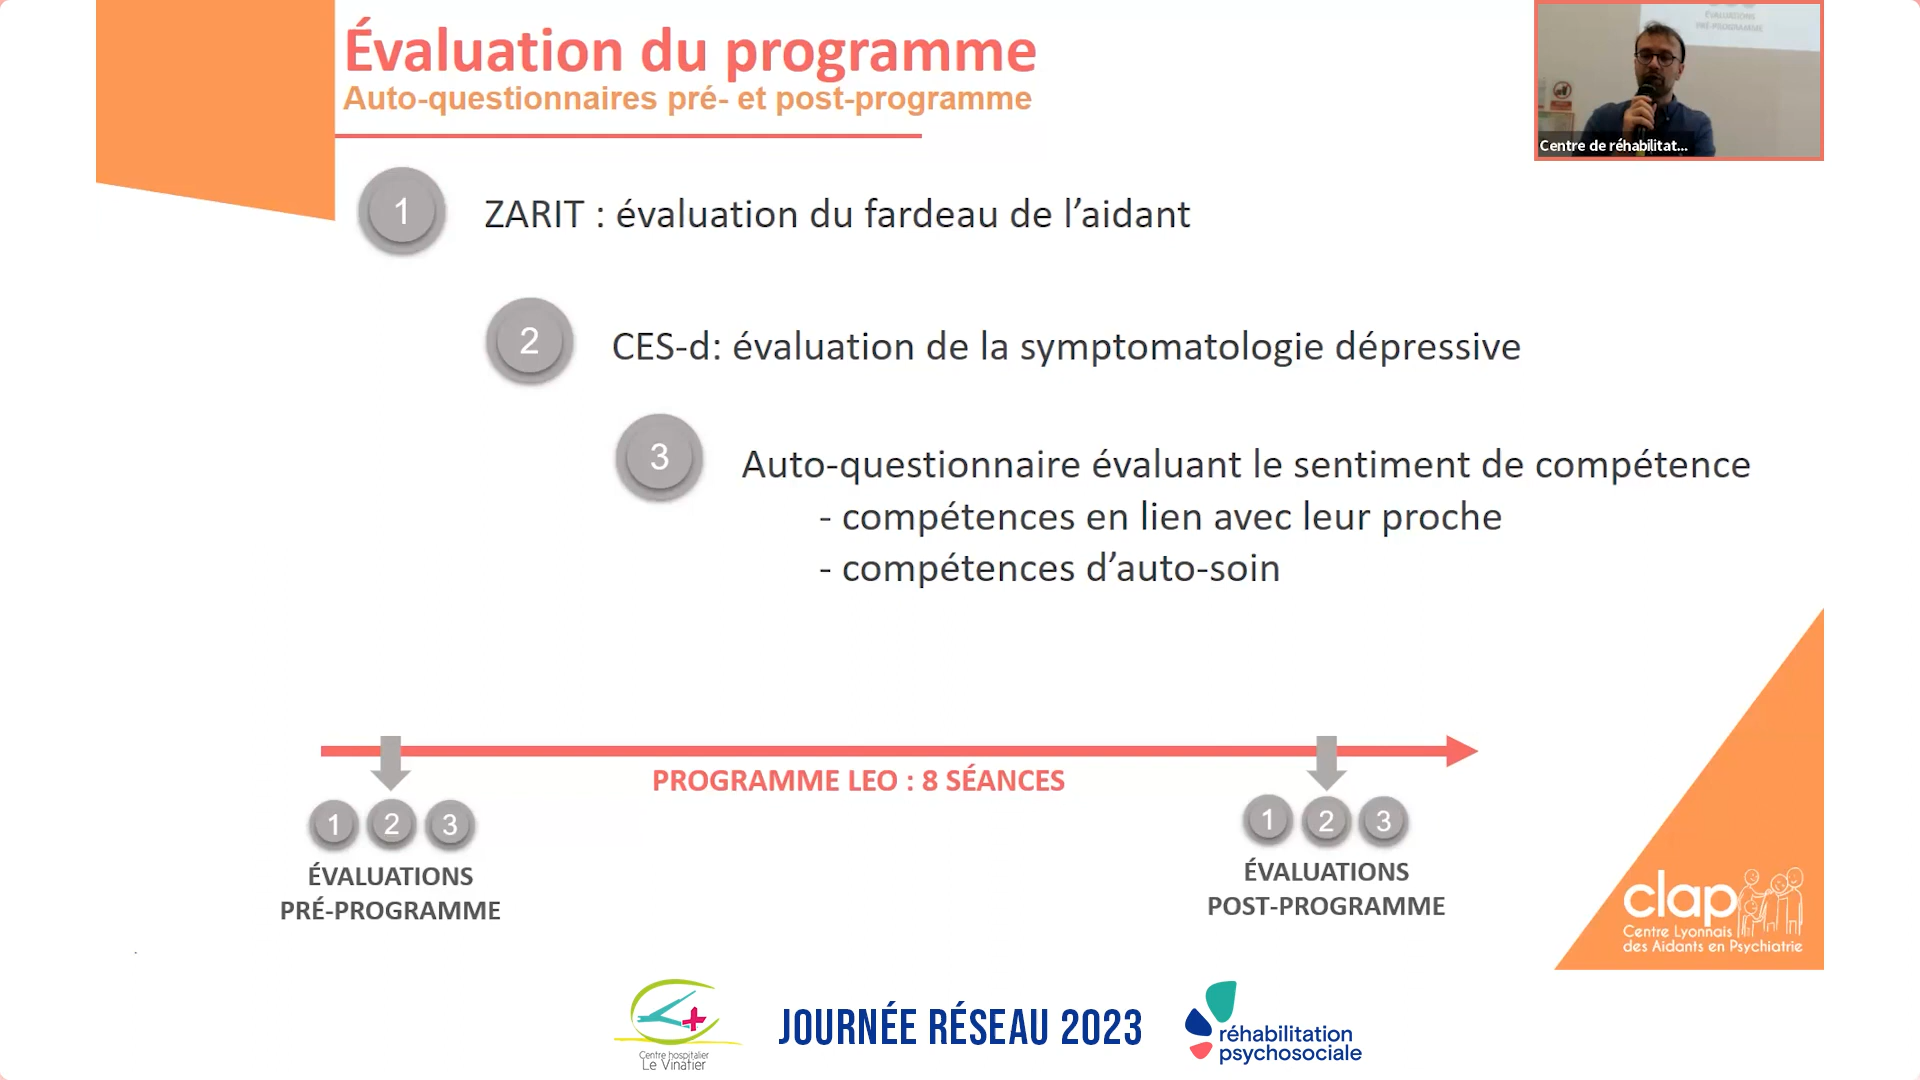 Évaluation du programme
Auto-questionnaires pré- et post-programme
ÉVALUATIONS
PRÉ-PROGRAMME
Centre de réhabilitat...
1
ZARIT : évaluation du fardeau de l’aidant
2
CES-d: évaluation de la symptomatologie dépressive
3
Auto-questionnaire évaluant le sentiment de compétence
- compétences en lien avec leur proche
- compétences d’auto-soin
PROGRAMME LEO : 8 SÉANCES
1 2 3
ÉVALUATIONS
PRÉ-PROGRAMME
1 2 3
ÉVALUATIONS
POST-PROGRAMME
clap
Centre Lyonnais
des Aidants en Psychiatrie
Centre hospitalier
Le Vinatier
JOURNÉE RÉSEAU 2023
réhabilitation
psychosociale